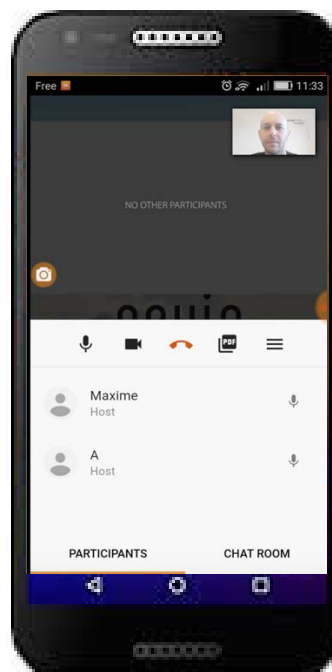 Free 11:33
NO OTHER PARTICIPANTS
PDF
Maxime
Host
A
Host
PARTICIPANTS CHAT ROOM